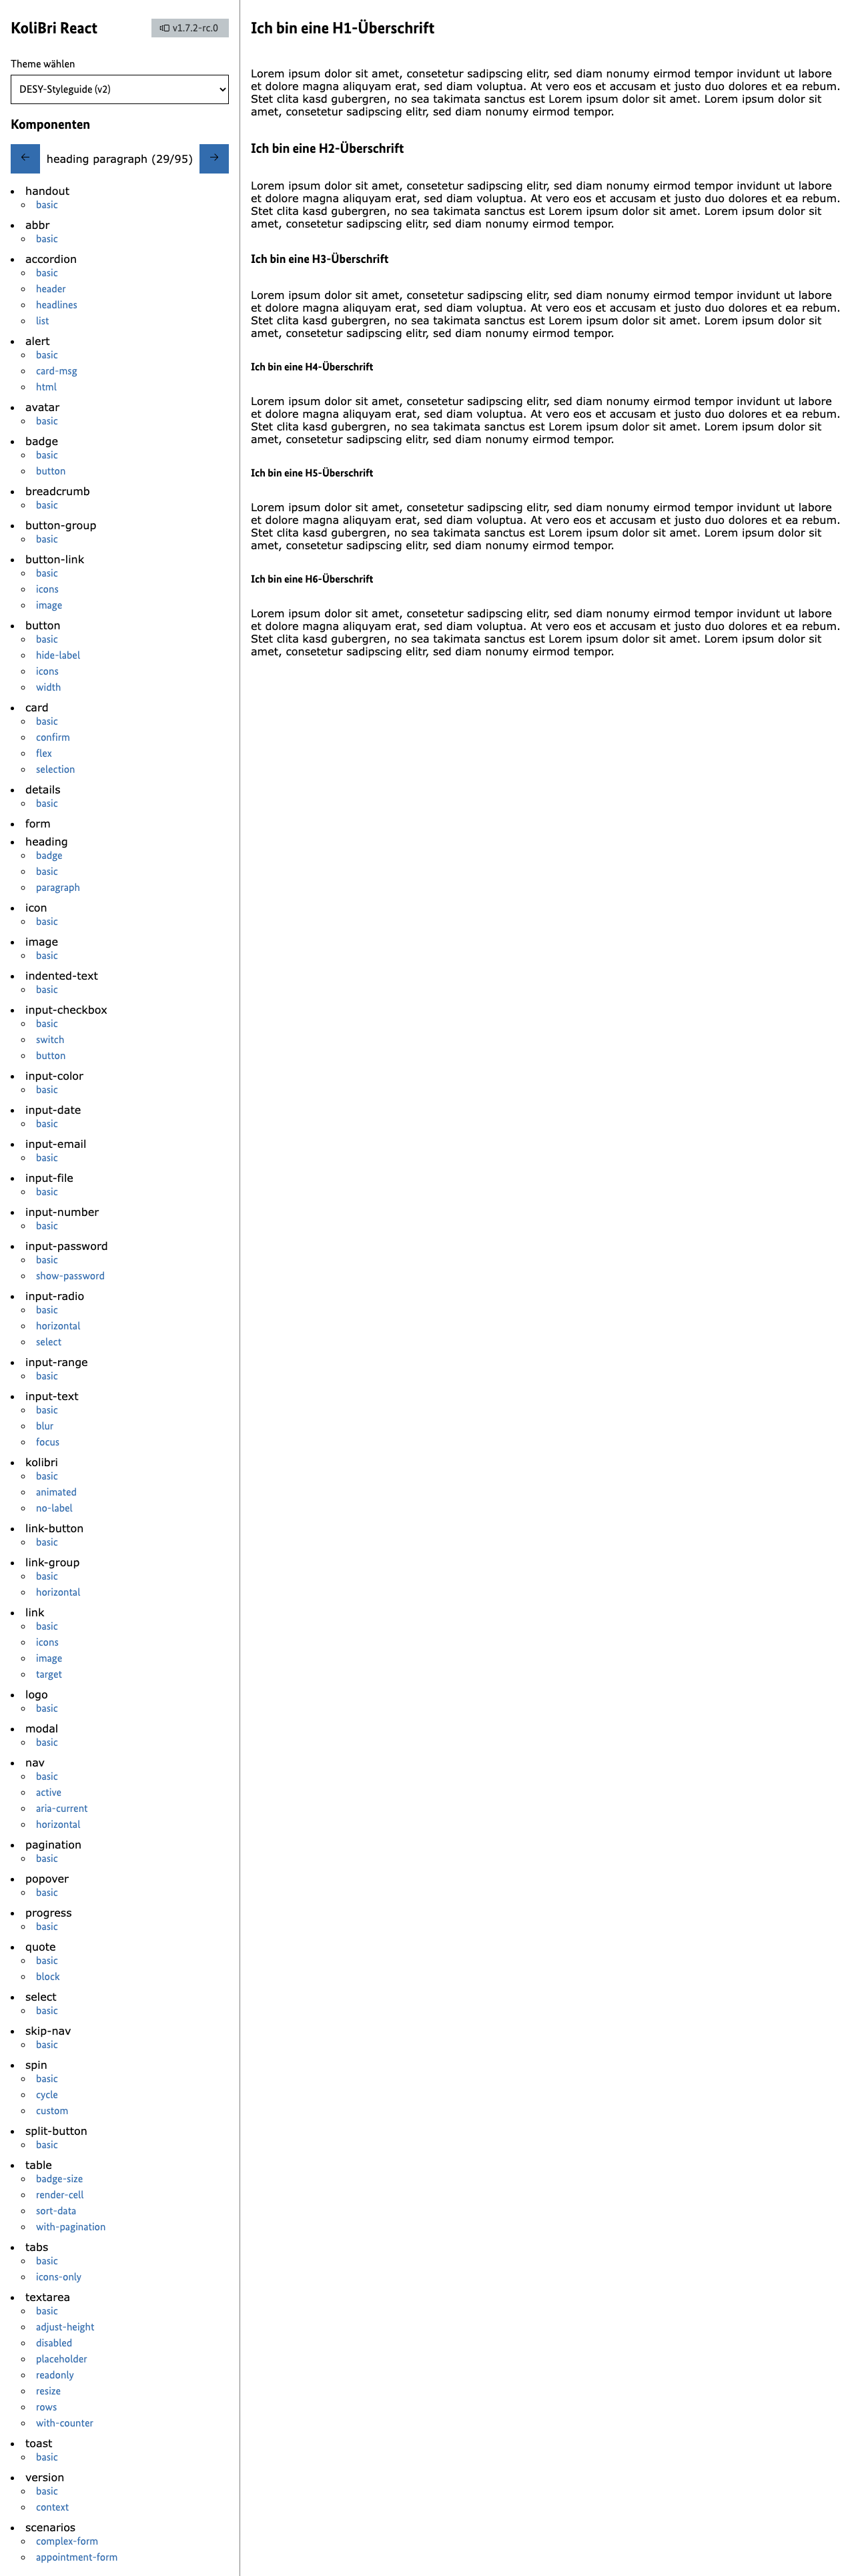 KoliBri React
v1.7.2-rc.0
Theme wählen
DESY-Styleguide (v2)
Komponenten
← heading paragraph (29/95) →
handout
basic
abbr
basic
accordion
basic
header
headlines
list
alert
basic
card-msg
html
avatar
basic
badge
basic
button
breadcrumb
basic
button-group
basic
button-link
basic
icons
image
button
basic
hide-label
icons
width
card
basic
confirm
flex
selection
details
basic
form
heading
badge
basic
paragraph
icon
basic
image
basic
indented-text
basic
input-checkbox
basic
switch
button
input-color
basic
input-date
basic
input-email
basic
input-file
basic
input-number
basic
input-password
basic
show-password
input-radio
basic
horizontal
select
input-range
basic
input-text
basic
blur
focus
kolibri
basic
animated
no-label
link-button
basic
link-group
basic
horizontal
link
basic
icons
image
target
logo
basic
modal
basic
nav
basic
active
aria-current
horizontal
pagination
basic
popover
basic
progress
basic
quote
basic
block
select
basic
skip-nav
basic
spin
basic
cycle
custom
split-button
basic
table
badge-size
render-cell
sort-data
with-pagination
tabs
basic
icons-only
textarea
basic
adjust-height
disabled
placeholder
readonly
resize
rows
with-counter
toast
basic
version
basic
context
scenarios
complex-form
appointment-form
Ich bin eine H1-Überschrift
Lorem ipsum dolor sit amet, consetetur sadipscing elitr, sed diam nonumy eirmod tempor invidunt ut labore
et dolore magna aliquyam erat, sed diam voluptua. At vero eos et accusam et justo duo dolores et ea rebum.
Stet clita kasd gubergren, no sea takimata sanctus est Lorem ipsum dolor sit amet. Lorem ipsum dolor sit
amet, consetetur sadipscing elitr, sed diam nonumy eirmod tempor.
Ich bin eine H2-Überschrift
Lorem ipsum dolor sit amet, consetetur sadipscing elitr, sed diam nonumy eirmod tempor invidunt ut labore
et dolore magna aliquyam erat, sed diam voluptua. At vero eos et accusam et justo duo dolores et ea rebum.
Stet clita kasd gubergren, no sea takimata sanctus est Lorem ipsum dolor sit amet. Lorem ipsum dolor sit
amet, consetetur sadipscing elitr, sed diam nonumy eirmod tempor.
Ich bin eine H3-Überschrift
Lorem ipsum dolor sit amet, consetetur sadipscing elitr, sed diam nonumy eirmod tempor invidunt ut labore
et dolore magna aliquyam erat, sed diam voluptua. At vero eos et accusam et justo duo dolores et ea rebum.
Stet clita kasd gubergren, no sea takimata sanctus est Lorem ipsum dolor sit amet. Lorem ipsum dolor sit
amet, consetetur sadipscing elitr, sed diam nonumy eirmod tempor.
Ich bin eine H4-Überschrift
Lorem ipsum dolor sit amet, consetetur sadipscing elitr, sed diam nonumy eirmod tempor invidunt ut labore
et dolore magna aliquyam erat, sed diam voluptua. At vero eos et accusam et justo duo dolores et ea rebum.
Stet clita kasd gubergren, no sea takimata sanctus est Lorem ipsum dolor sit amet. Lorem ipsum dolor sit
amet, consetetur sadipscing elitr, sed diam nonumy eirmod tempor.
Ich bin eine H5-Überschrift
Lorem ipsum dolor sit amet, consetetur sadipscing elitr, sed diam nonumy eirmod tempor invidunt ut labore
et dolore magna aliquyam erat, sed diam voluptua. At vero eos et accusam et justo duo dolores et ea rebum.
Stet clita kasd gubergren, no sea takimata sanctus est Lorem ipsum dolor sit amet. Lorem ipsum dolor sit
amet, consetetur sadipscing elitr, sed diam nonumy eirmod tempor.
Ich bin eine H6-Überschrift
Lorem ipsum dolor sit amet, consetetur sadipscing elitr, sed diam nonumy eirmod tempor invidunt ut labore
et dolore magna aliquyam erat, sed diam voluptua. At vero eos et accusam et justo duo dolores et ea rebum.
Stet clita kasd gubergren, no sea takimata sanctus est Lorem ipsum dolor sit amet. Lorem ipsum dolor sit
amet, consetetur sadipscing elitr, sed diam nonumy eirmod tempor.